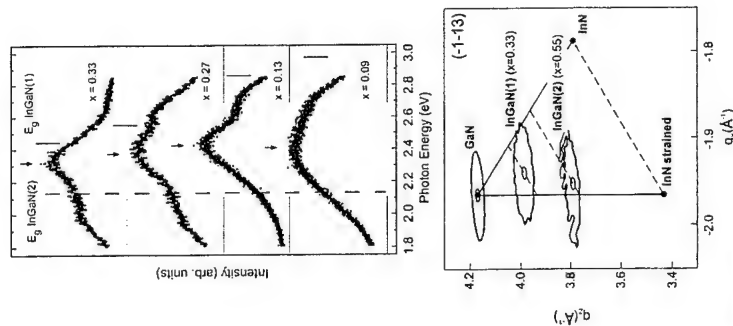 E_g InGaN(2)
E_g InGaN(1)
x = 0.33
x = 0.27
x = 0.13
x = 0.09
Intensity (arb. units)
1.8 2.0 2.2 2.4 2.6 2.8 3.0
Photon Energy (eV)
(-1-13)
GaN
InGaN(1) (x=0.33)
InGaN(2) (x=0.55)
InN
InN strained
4.2
4.0
3.8
3.6
3.4
q_z(Å⁻¹)
-2.0 -1.9 -1.8
q_x(Å⁻¹)